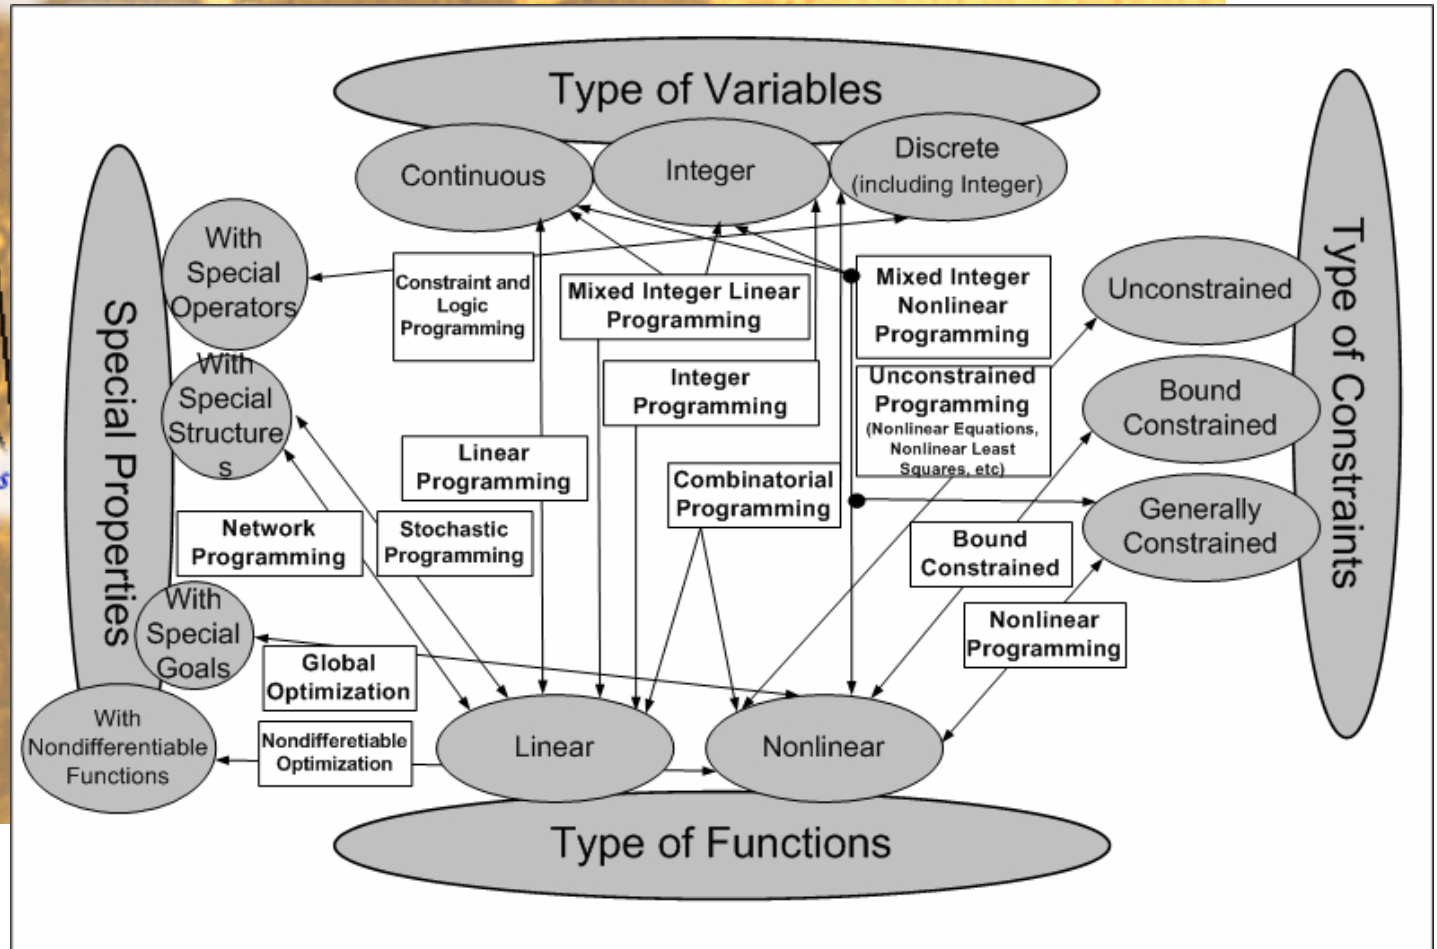 Type of Variables
Continuous
Integer
Discrete
(including Integer)
With
Special
Operators
With
Special
Structure
s
With
Special
Goals
With
Nondifferentiable
Functions
Special Properties
Constraint and
Logic
Programming
Mixed Integer Linear
Programming
Mixed Integer
Nonlinear
Programming
Integer
Programming
Unconstrained
Programming
(Nonlinear Equations,
Nonlinear Least
Squares, etc)
Linear
Programming
Combinatorial
Programming
Network
Programming
Stochastic
Programming
Bound
Constrained
Nonlinear
Programming
Global
Optimization
Nondifferetiable
Optimization
Unconstrained
Bound
Constrained
Generally
Constrained
Type of Constraints
Linear
Nonlinear
Type of Functions
s